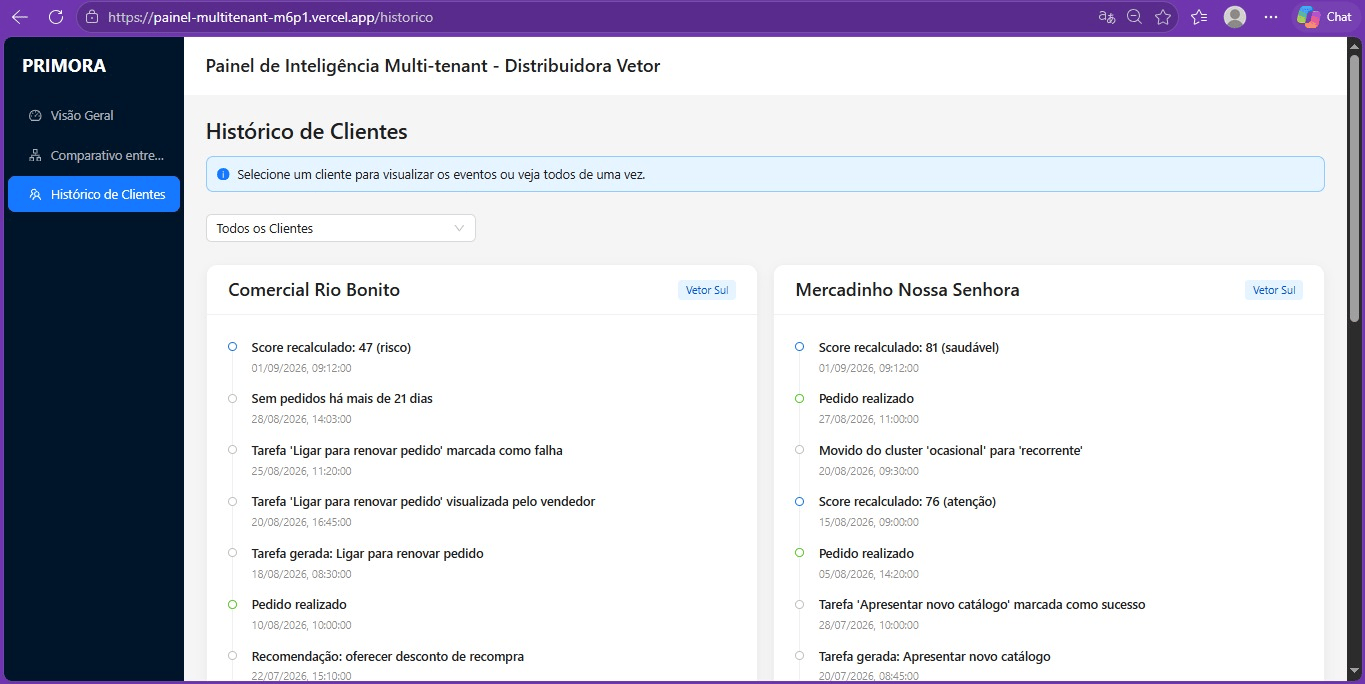 https://painel-multitenant-m6p1.vercel.app/historico
Chat
PRIMORA
Visão Geral
Comparativo entre...
Histórico de Clientes
Painel de Inteligência Multi-tenant - Distribuidora Vetor
Histórico de Clientes
Selecione um cliente para visualizar os eventos ou veja todos de uma vez.
Todos os Clientes
Comercial Rio Bonito
Vetor Sul
Score recalculado: 47 (risco)
01/09/2026, 09:12:00
Sem pedidos há mais de 21 dias
28/08/2026, 14:03:00
Tarefa 'Ligar para renovar pedido' marcada como falha
25/08/2026, 11:20:00
Tarefa 'Ligar para renovar pedido' visualizada pelo vendedor
20/08/2026, 16:45:00
Tarefa gerada: Ligar para renovar pedido
18/08/2026, 08:30:00
Pedido realizado
10/08/2026, 10:00:00
Recomendação: oferecer desconto de recompra
22/07/2026, 15:10:00
Mercadinho Nossa Senhora
Vetor Sul
Score recalculado: 81 (saudável)
01/09/2026, 09:12:00
Pedido realizado
27/08/2026, 11:00:00
Movido do cluster 'ocasional' para 'recorrente'
20/08/2026, 09:30:00
Score recalculado: 76 (atenção)
15/08/2026, 09:00:00
Pedido realizado
05/08/2026, 14:20:00
Tarefa 'Apresentar novo catálogo' marcada como sucesso
28/07/2026, 10:00:00
Tarefa gerada: Apresentar novo catálogo
20/07/2026, 08:45:00